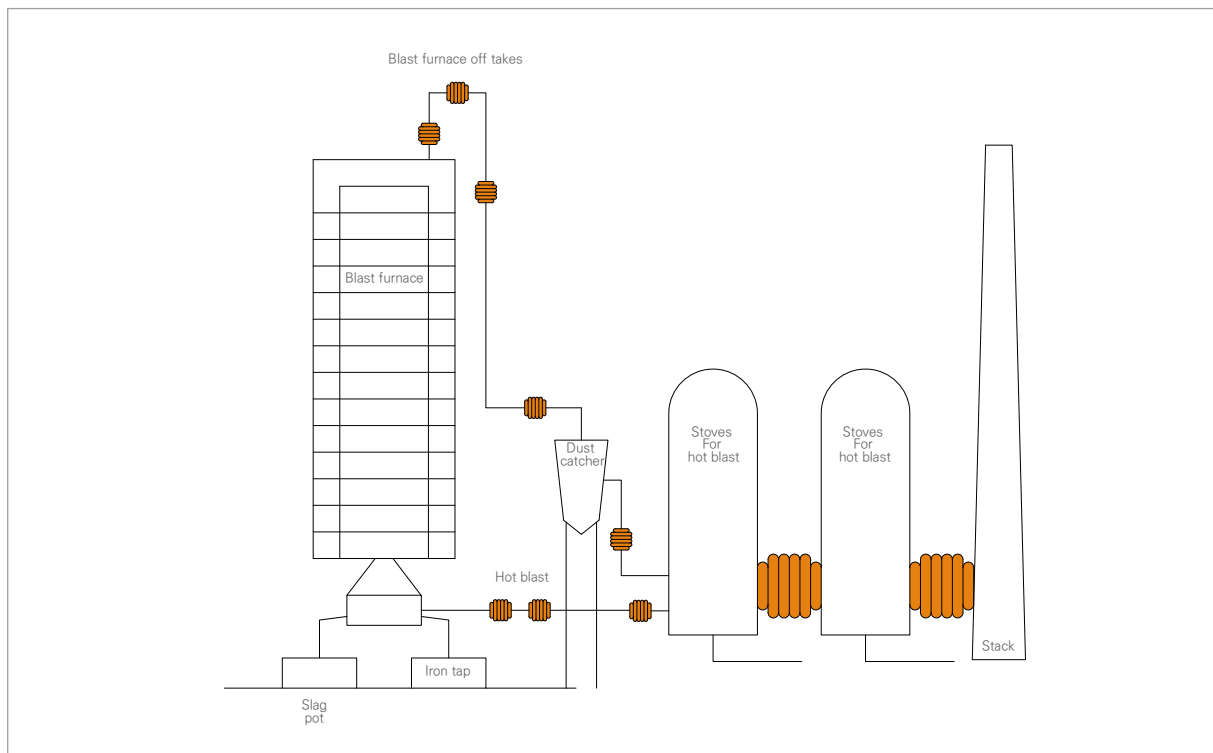 Blast furnace off takes
Blast furnace
Dust
catcher
Stoves
For
hot blast
Stoves
For
hot blast
Hot blast
Stack
Iron tap
Slag
pot